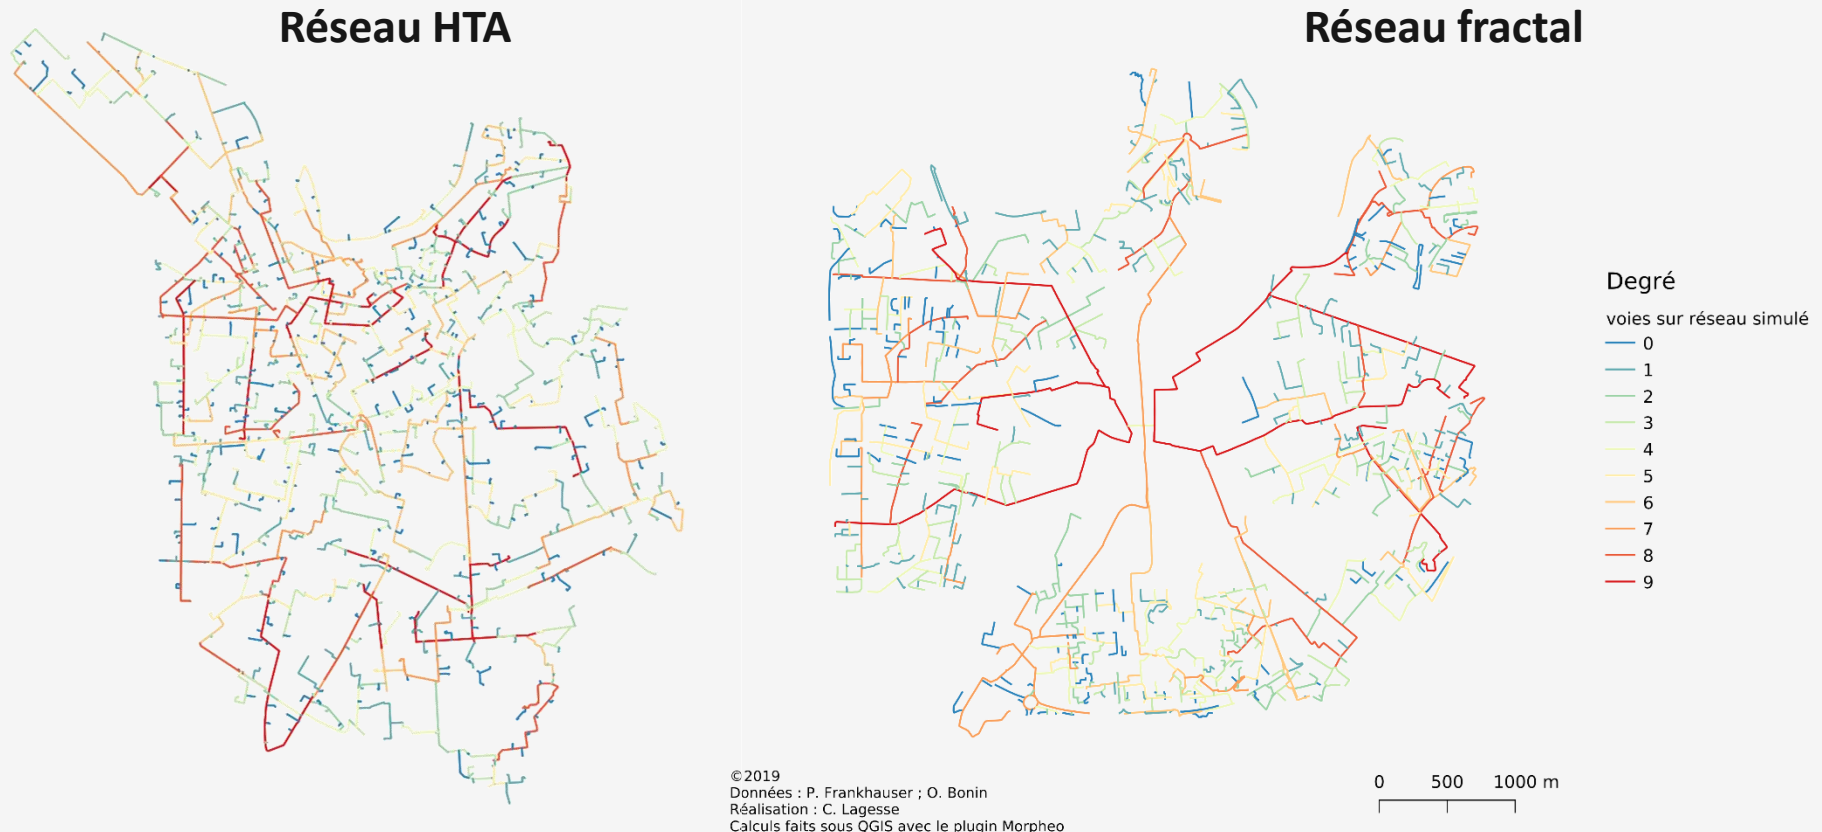 Réseau HTA
Réseau fractal
Degré
voies sur réseau simulé
0
1
2
3
4
5
6
7
8
9
0 500 1000 m
©2019
Données : P. Frankhauser ; O. Bonin
Réalisation : C. Lagesse
Calculs faits sous QGIS avec le plugin Morpheo